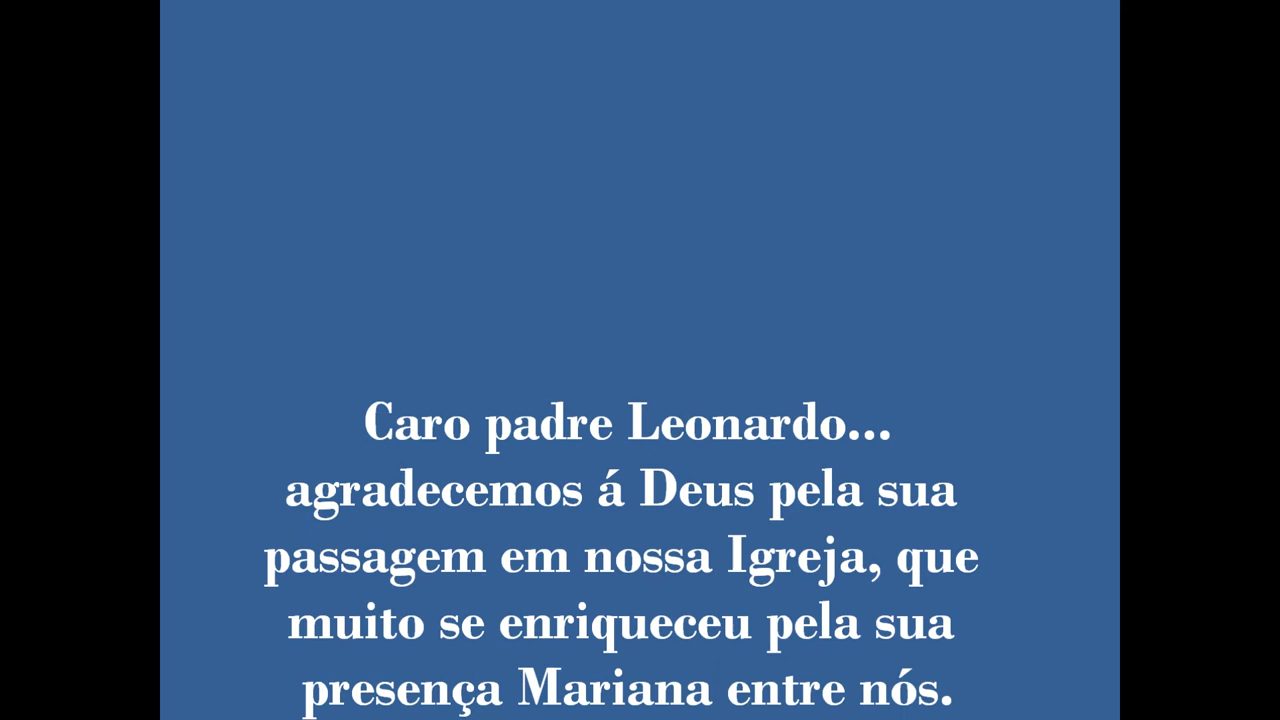 Caro padre Leonardo...
agradecemos á Deus pela sua
passagem em nossa Igreja, que
muito se enriqueceu pela sua
presença Mariana entre nós.